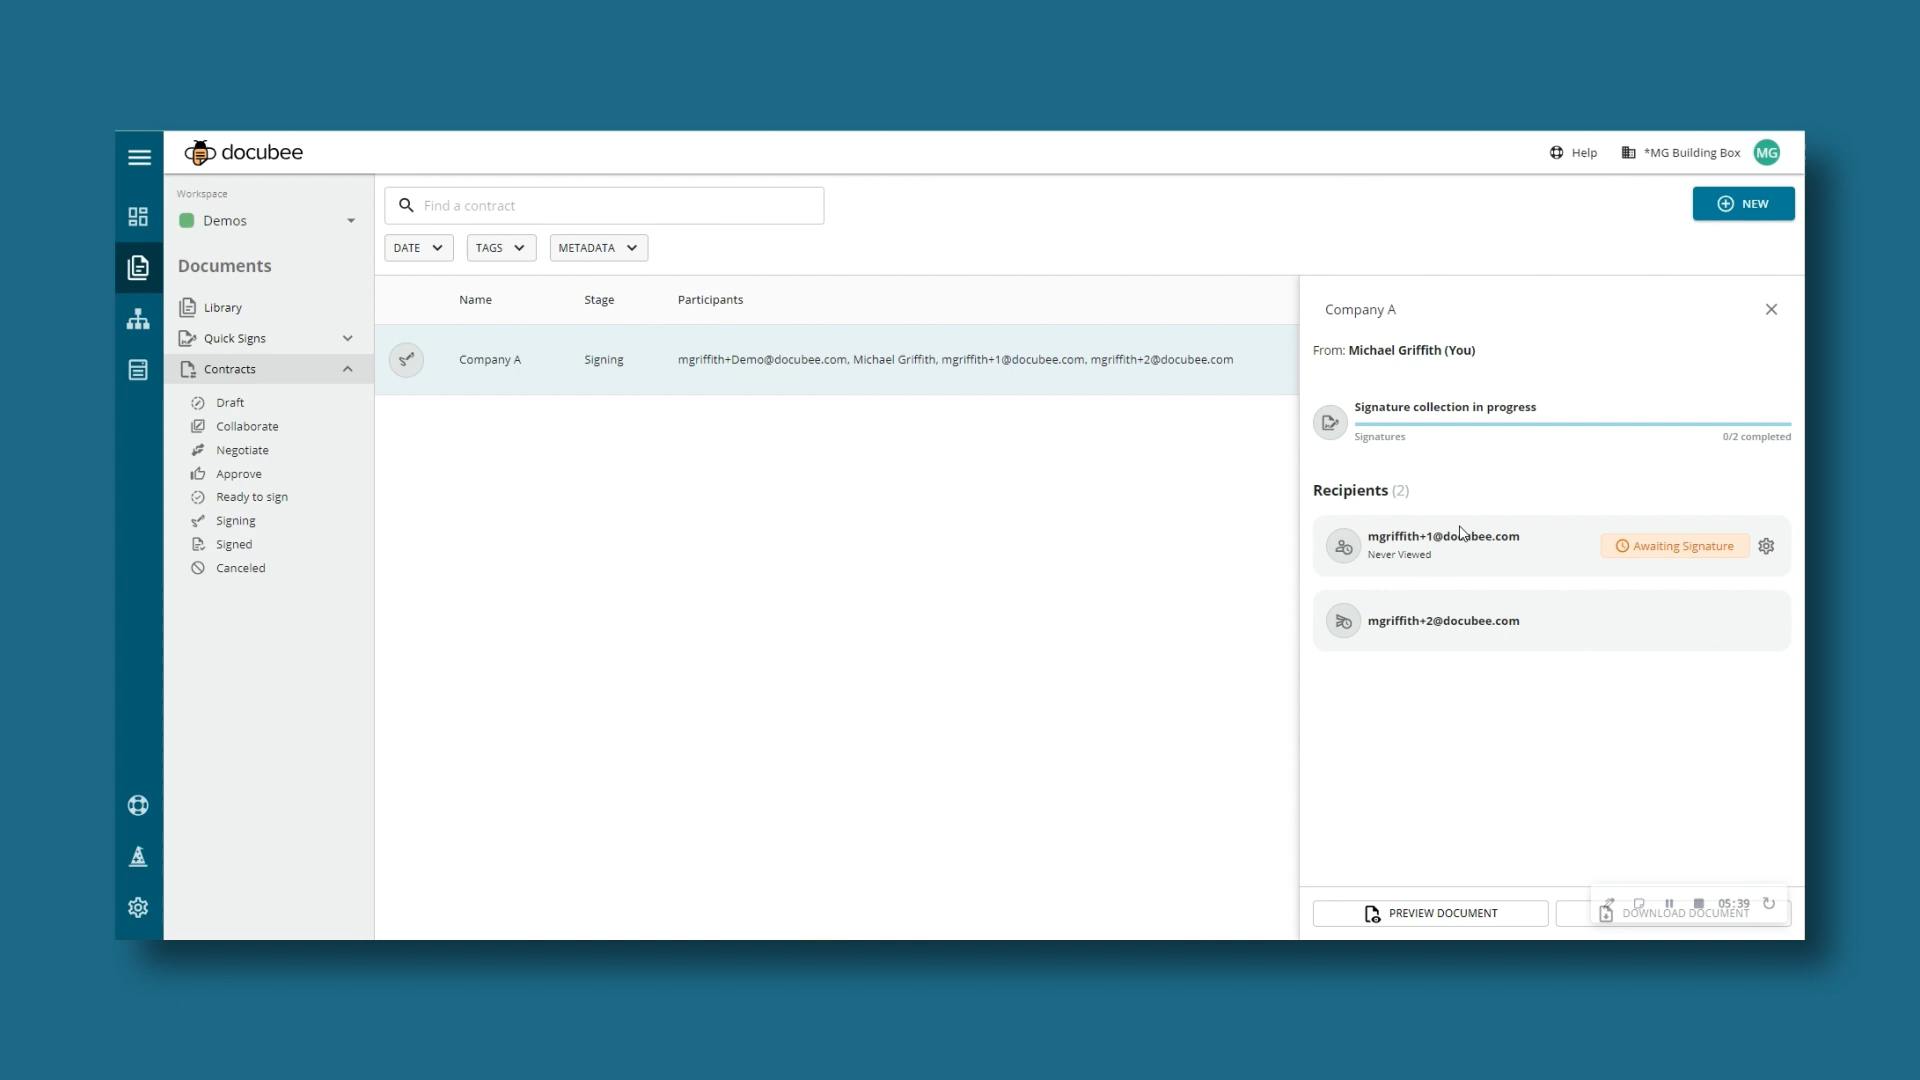 docubee
Help
*MG Building Box
MG
Workspace
Demos
Documents
Library
Quick Signs
Contracts
Draft
Collaborate
Negotiate
Approve
Ready to sign
Signing
Signed
Canceled
Find a contract
NEW
DATE
TAGS
METADATA
Name Stage Participants
Company A Signing mgriffith+Demo@docubee.com, Michael Griffith, mgriffith+1@docubee.com, mgriffith+2@docubee.com
Company A
From: Michael Griffith (You)
Signature collection in progress
Signatures 0/2 completed
Recipients (2)
mgriffith+1@docubee.com
Never Viewed
Awaiting Signature
mgriffith+2@docubee.com
PREVIEW DOCUMENT
05:39
DOWNLOAD DOCUMENT